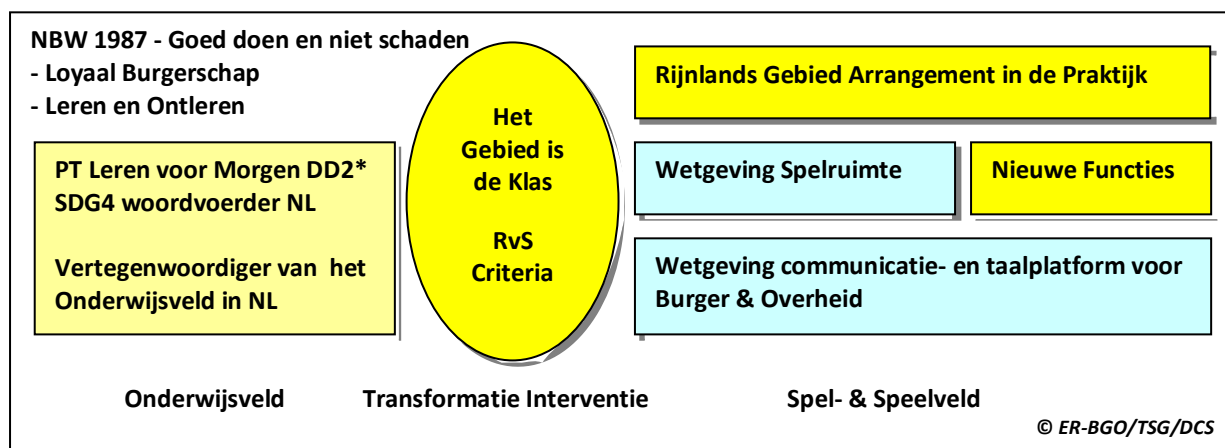 NBW 1987 - Goed doen en niet schaden
- Loyaal Burgerschap
- Leren en Ontleren
PT Leren voor Morgen DD2*
SDG4 woordvoerder NL
Vertegenwoordiger van het
Onderwijsveld in NL
Het
Gebied is
de Klas
RvS
Criteria
Rijnlands Gebied Arrangement in de Praktijk
Wetgeving Spelruimte
Nieuwe Functies
Wetgeving communicatie- en taalplatform voor
Burger & Overheid
Onderwijsveld
Transformatie Interventie
Spel- & Speelveld
© ER-BGO/TSG/DCS